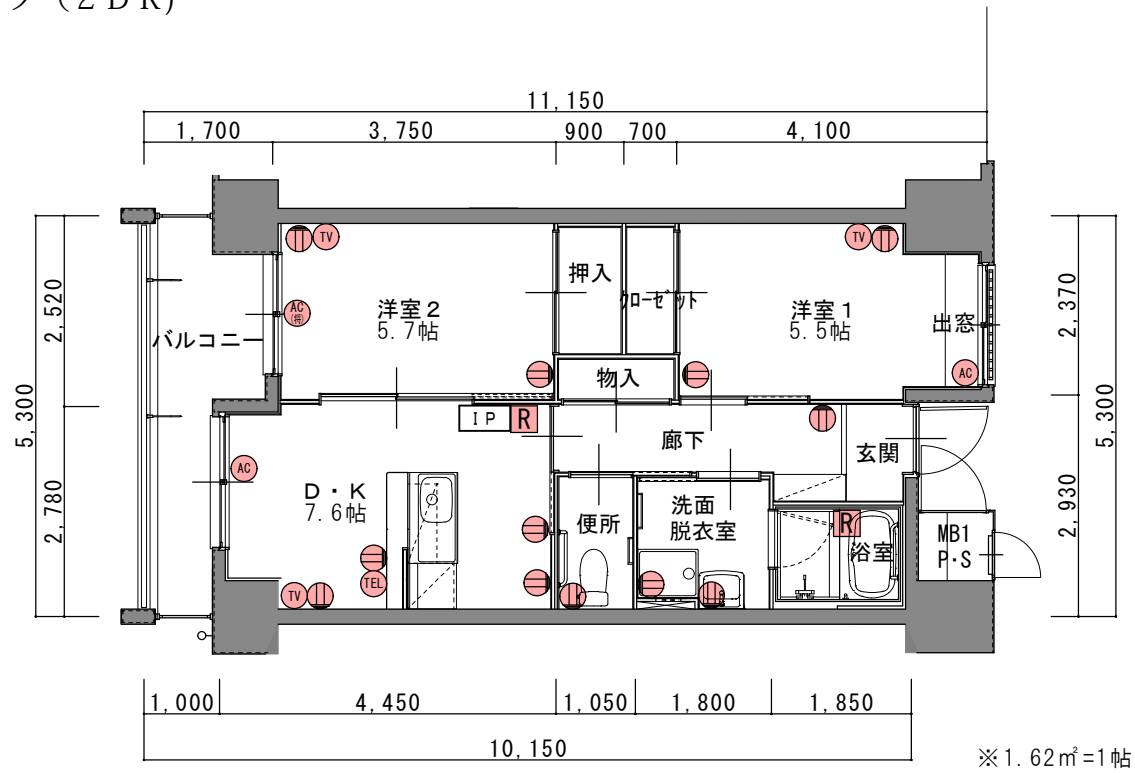 (2DK)
11,150
1,700
3,750
900
700
4,100
TV
TV
押入
クローゼット
洋室2
5.7帖
洋室1
5.5帖
AC
(将)
バルコニー
出窓
AC
物入
2,520
2,780
5,300
2,370
2,930
5,300
IP
R
廊下
玄関
AC
D・K
7.6帖
便所
洗面
脱衣室
R
浴室
MB1
P・S
TEL
TV
1,000
4,450
1,050
1,800
1,850
10,150
※1.62㎡=1帖